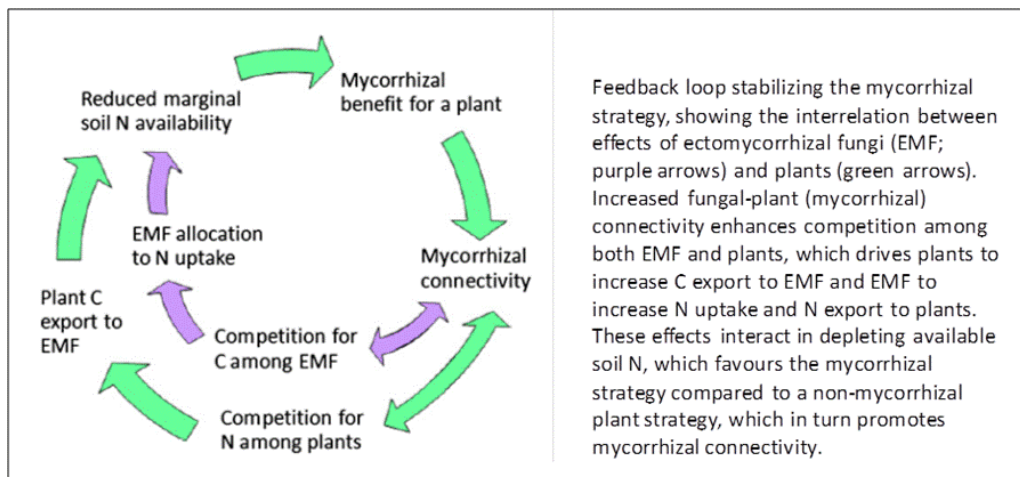 Mycorrhizal
benefit for a plant
Reduced marginal
soil N availability
EMF allocation
to N uptake
Mycorrhizal
connectivity
Plant C
export to
EMF
Competition for
C among EMF
Competition for
N among plants
Feedback loop stabilizing the mycorrhizal
strategy, showing the interrelation between
effects of ectomycorrhizal fungi (EMF;
purple arrows) and plants (green arrows).
Increased fungal-plant (mycorrhizal)
connectivity enhances competition among
both EMF and plants, which drives plants to
increase C export to EMF and EMF to
increase N uptake and N export to plants.
These effects interact in depleting available
soil N, which favours the mycorrhizal
strategy compared to a non-mycorrhizal
plant strategy, which in turn promotes
mycorrhizal connectivity.